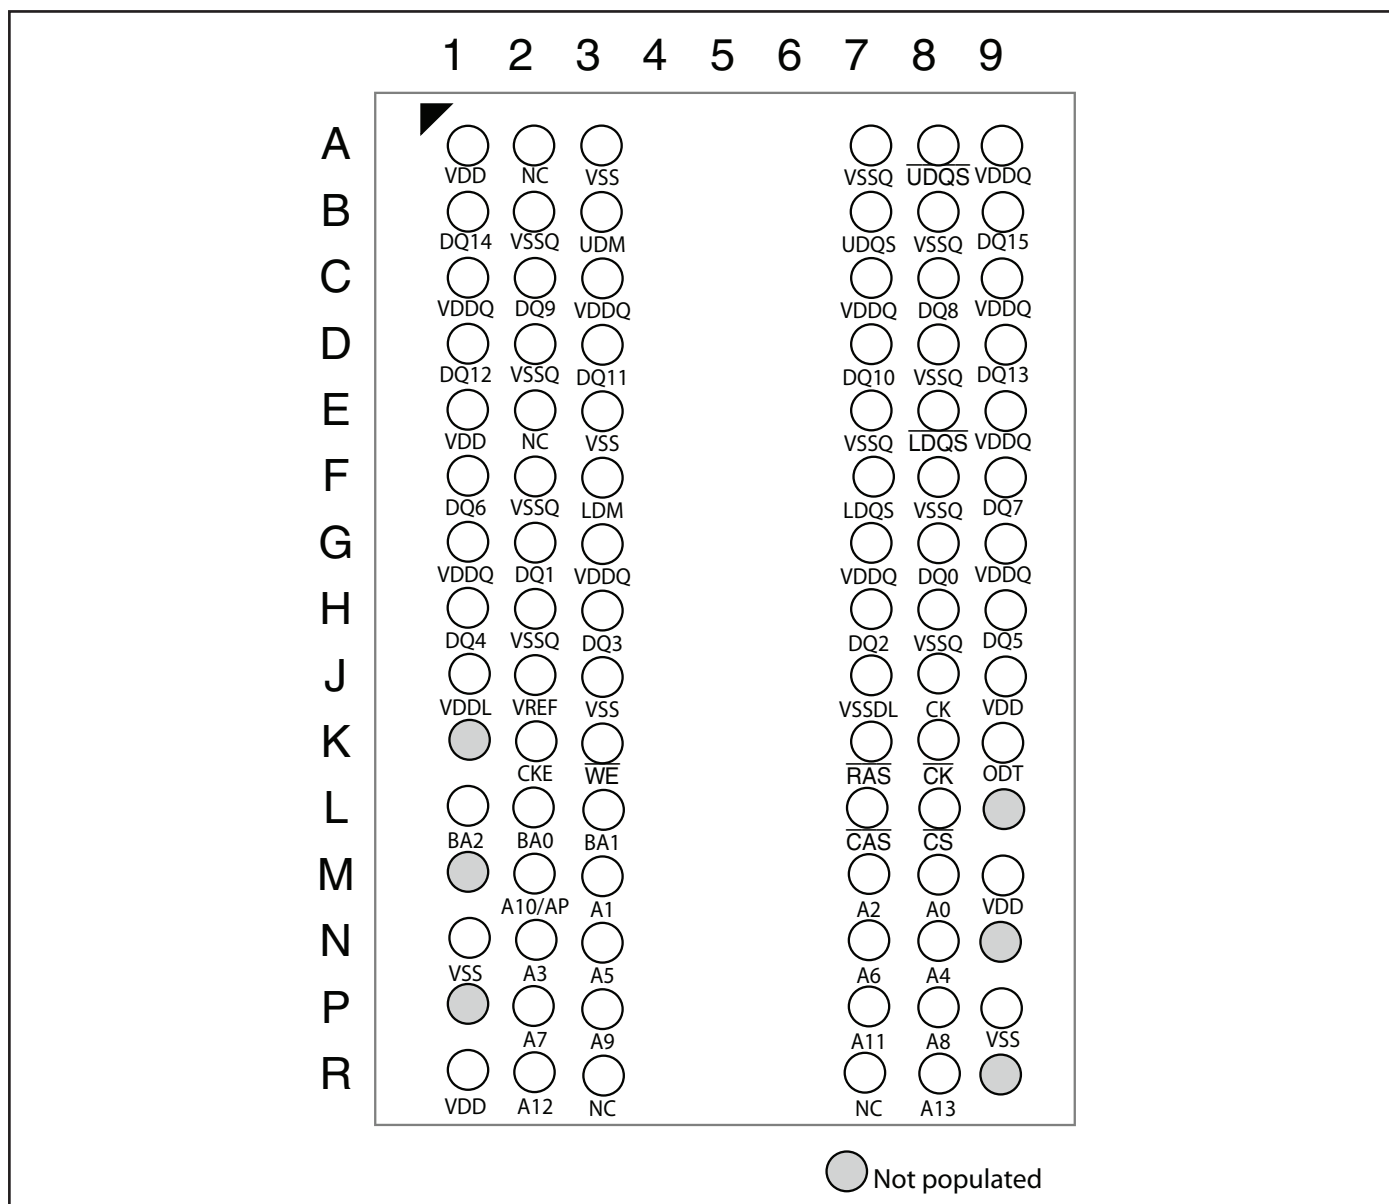 1 2 3 4 5 6 7 8 9
A
VDD NC VSS VSSQ UDQS VDDQ
B
DQ14 VSSQ UDM UDQS VSSQ DQ15
C
VDDQ DQ9 VDDQ VDDQ DQ8 VDDQ
D
DQ12 VSSQ DQ11 DQ10 VSSQ DQ13
E
VDD NC VSS VSSQ LDQS VDDQ
F
DQ6 VSSQ LDM LDQS VSSQ DQ7
G
VDDQ DQ1 VDDQ VDDQ DQ0 VDDQ
H
DQ4 VSSQ DQ3 DQ2 VSSQ DQ5
J
VDDL VREF VSS VSSDL CK VDD
K
CKE WE RAS CK ODT
L
BA2 BA0 BA1 CAS CS
M
A10/AP A1 A2 A0 VDD
N
VSS A3 A5 A6 A4
P
A7 A9 A11 A8 VSS
R
VDD A12 NC NC A13
Not populated